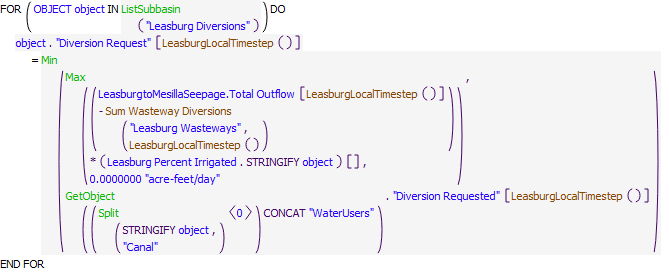 FOR ( OBJECT object IN ListSubbasin ) DO
( "Leasburg Diversions" )
object . "Diversion Request" [ LeasburgLocalTimestep ( ) ]
= Min
Max ,
LeasburgtoMesillaSeepage.Total Outflow [ LeasburgLocalTimestep ( ) ]
- Sum Wasteway Diversions
( "Leasburg Wasteways" ,
LeasburgLocalTimestep ( ) )
* ( Leasburg Percent Irrigated . STRINGIFY object ) [ ] ,
0.0000000 "acre-feet/day"
GetObject . "Diversion Requested" [ LeasburgLocalTimestep ( ) ]
( ( Split 〈 0 〉 ) CONCAT "WaterUsers" )
( STRINGIFY object ,
"Canal" )
END FOR